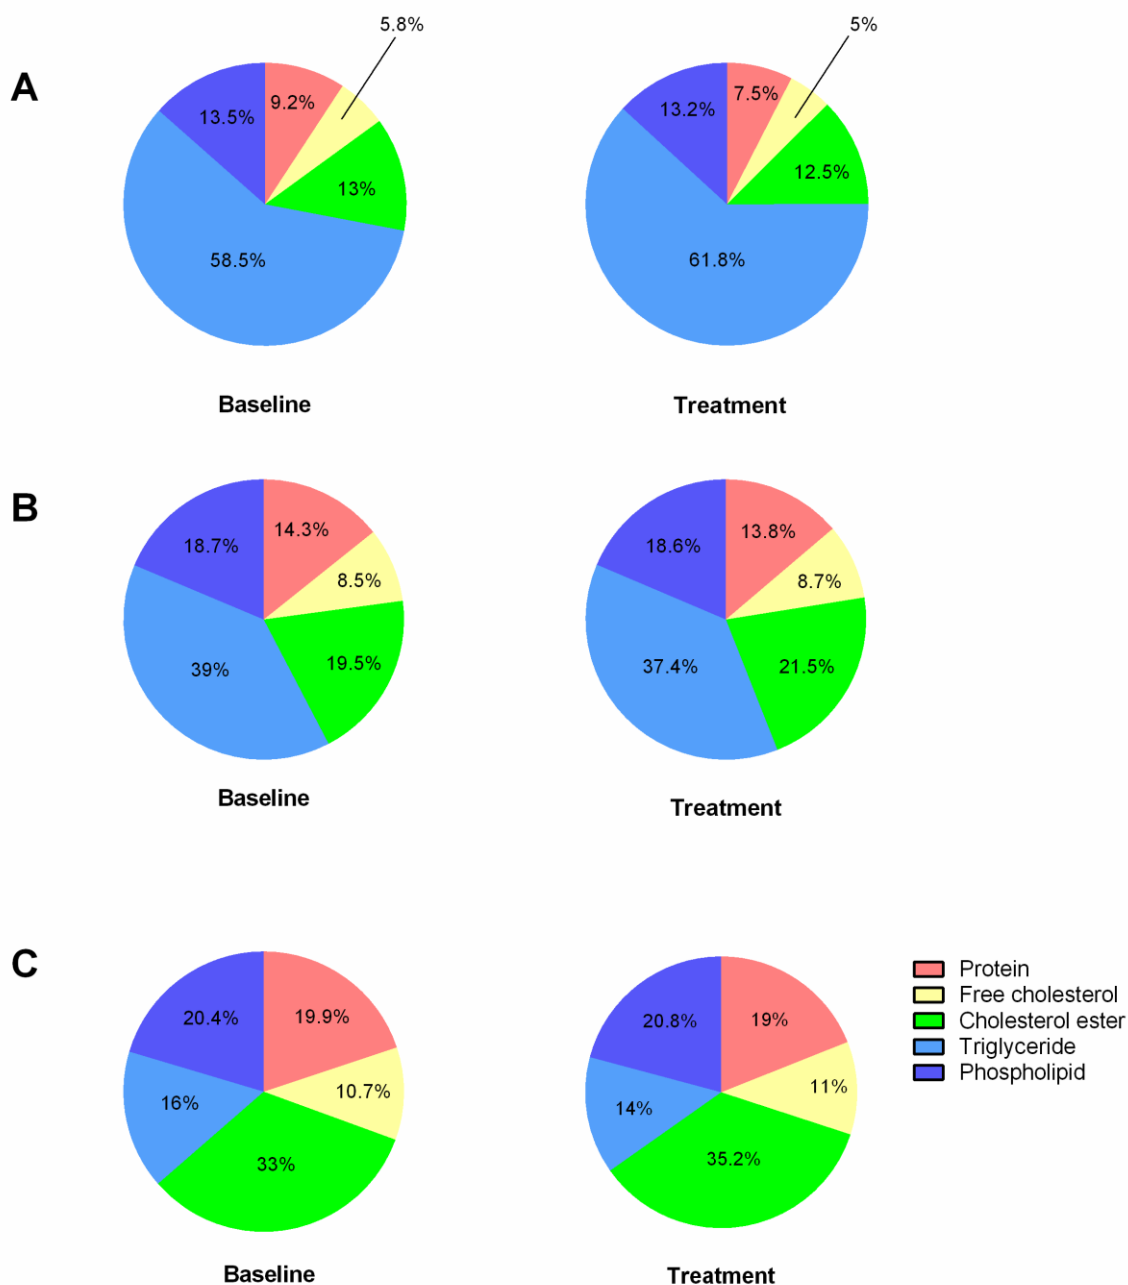 5.8%
5%
A
9.2%
13.5%
13%
58.5%
7.5%
13.2%
12.5%
61.8%
Baseline
Treatment
B
14.3%
18.7%
8.5%
19.5%
39%
13.8%
18.6%
8.7%
21.5%
37.4%
Baseline
Treatment
C
19.9%
20.4%
10.7%
16%
33%
19%
20.8%
11%
14%
35.2%
Protein
Free cholesterol
Cholesterol ester
Triglyceride
Phospholipid
Baseline
Treatment